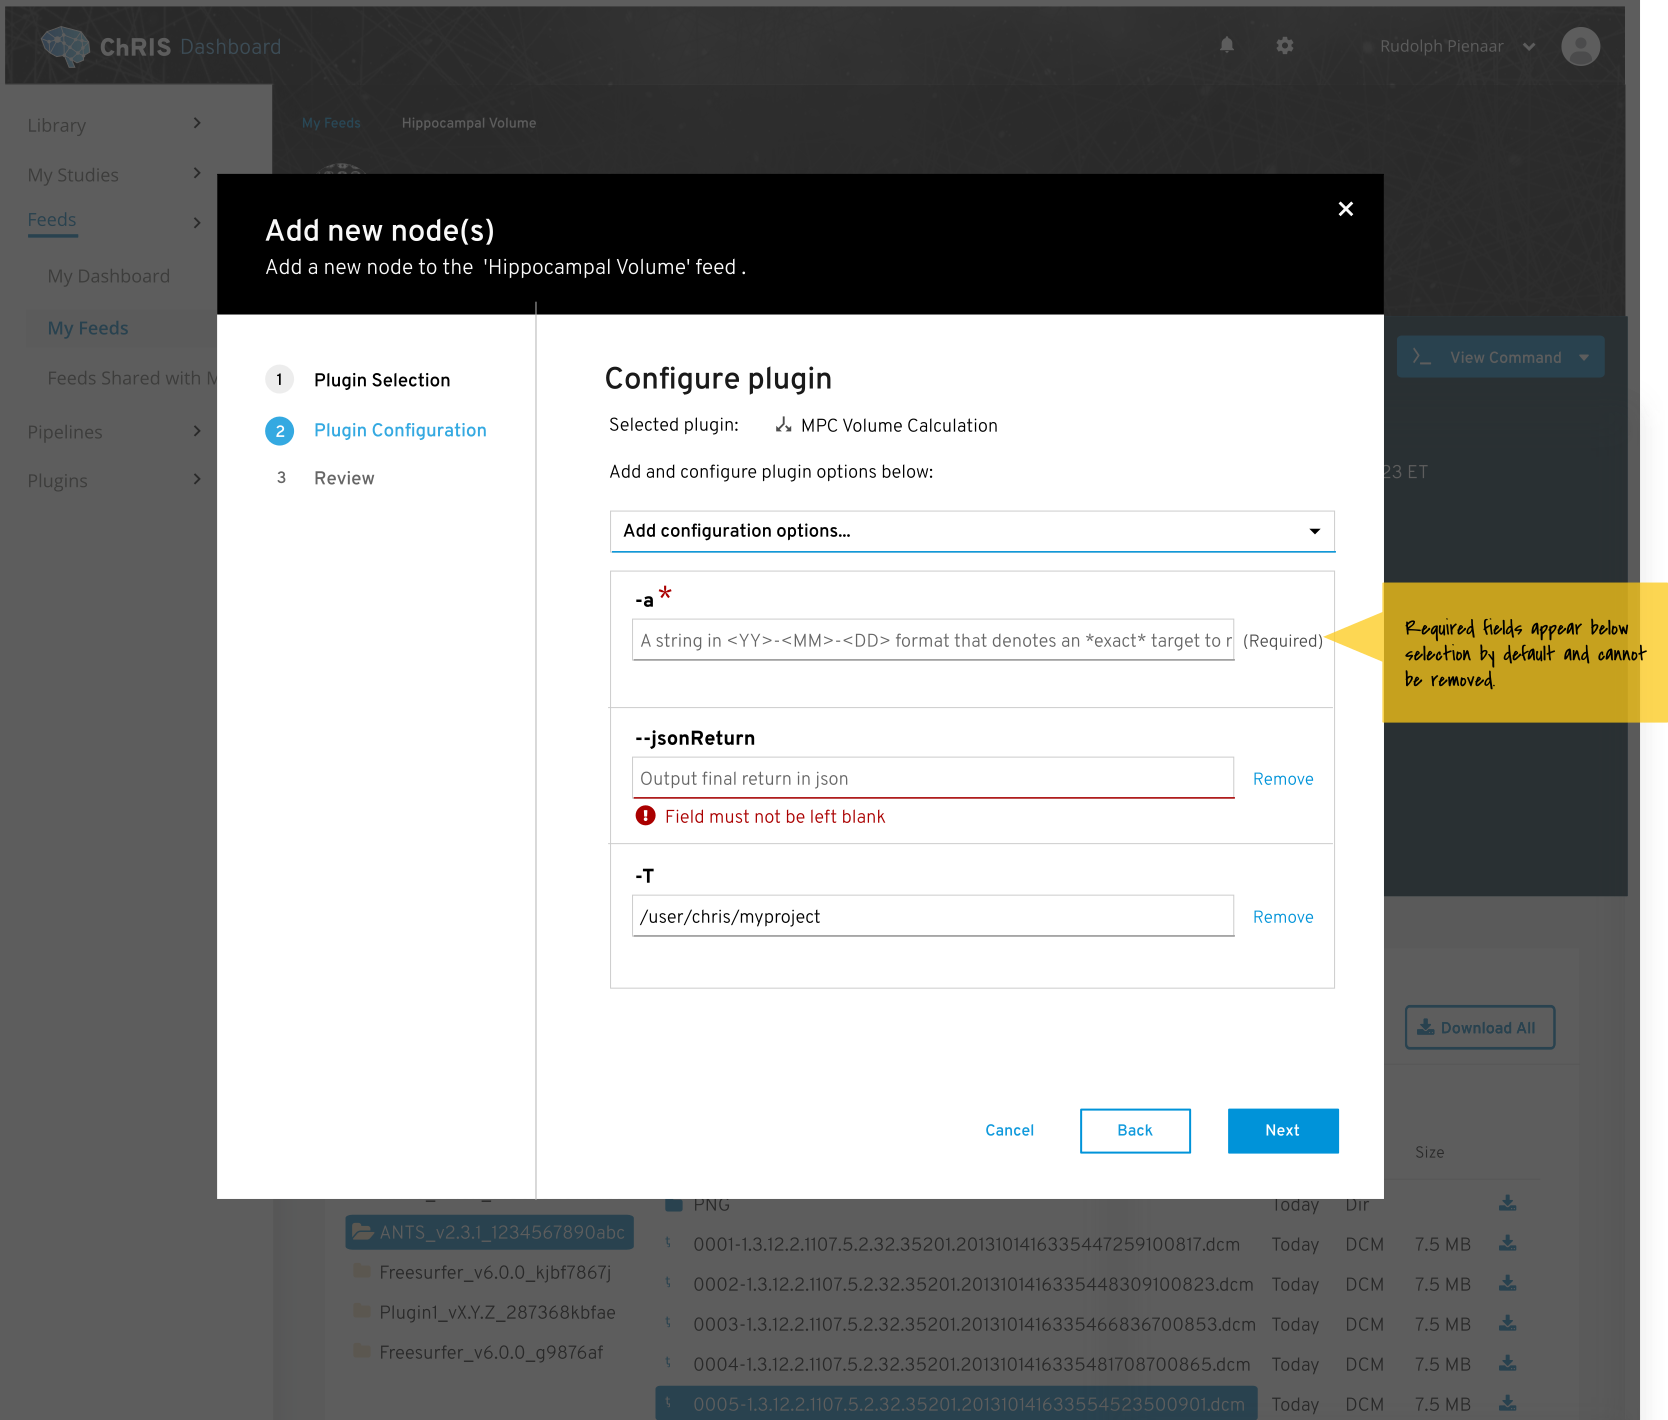 ChRIS Dashboard
Rudolph Pienaar
Library
My Studies
Feeds
My Dashboard
My Feeds
Feeds Shared with M
Pipelines
Plugins
My Feeds Hippocampal Volume
Add new node(s)
Add a new node to the 'Hippocampal Volume' feed .
1 Plugin Selection
2 Plugin Configuration
3 Review
Configure plugin
Selected plugin: MPC Volume Calculation
Add and configure plugin options below:
Add configuration options...
-a *
A string in <YY>-<MM>-<DD> format that denotes an *exact* target to r (Required)
--jsonReturn
Output final return in json Remove
Field must not be left blank
-T
/user/chris/myproject Remove
Cancel Back Next
Required fields appear below
selection by default and cannot
be removed.
>_ View Command
23 ET
Download All
Size
PNG Today Dir
ANTS_v2.3.1_1234567890abc
Freesurfer_v6.0.0_kjbf7867j
Plugin1_vX.Y.Z_287368kbfae
Freesurfer_v6.0.0_g9876af
0001-1.3.12.2.1107.5.2.32.35201.2013101416335447259100817.dcm Today DCM 7.5 MB
0002-1.3.12.2.1107.5.2.32.35201.2013101416335448309100823.dcm Today DCM 7.5 MB
0003-1.3.12.2.1107.5.2.32.35201.2013101416335466836700853.dcm Today DCM 7.5 MB
0004-1.3.12.2.1107.5.2.32.35201.2013101416335481708700865.dcm Today DCM 7.5 MB
0005-1.3.12.2.1107.5.2.32.35201.2013101416335545235009​01.dcm Today DCM 7.5 MB